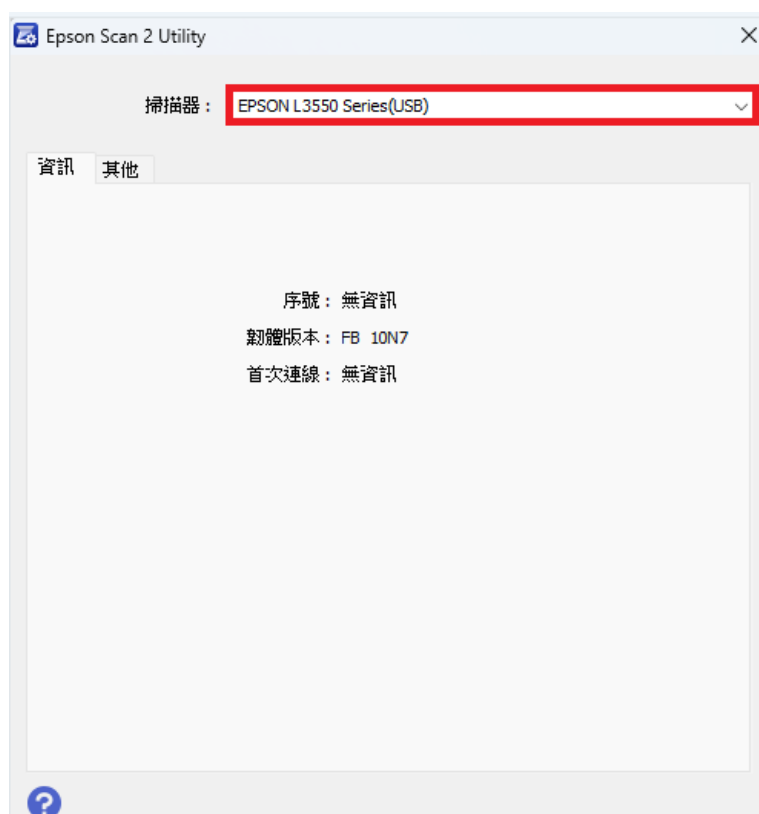 Epson Scan 2 Utility
掃描器： EPSON L3550 Series(USB)
資訊 其他
序號： 無資訊
韌體版本： FB 10N7
首次連線： 無資訊
?